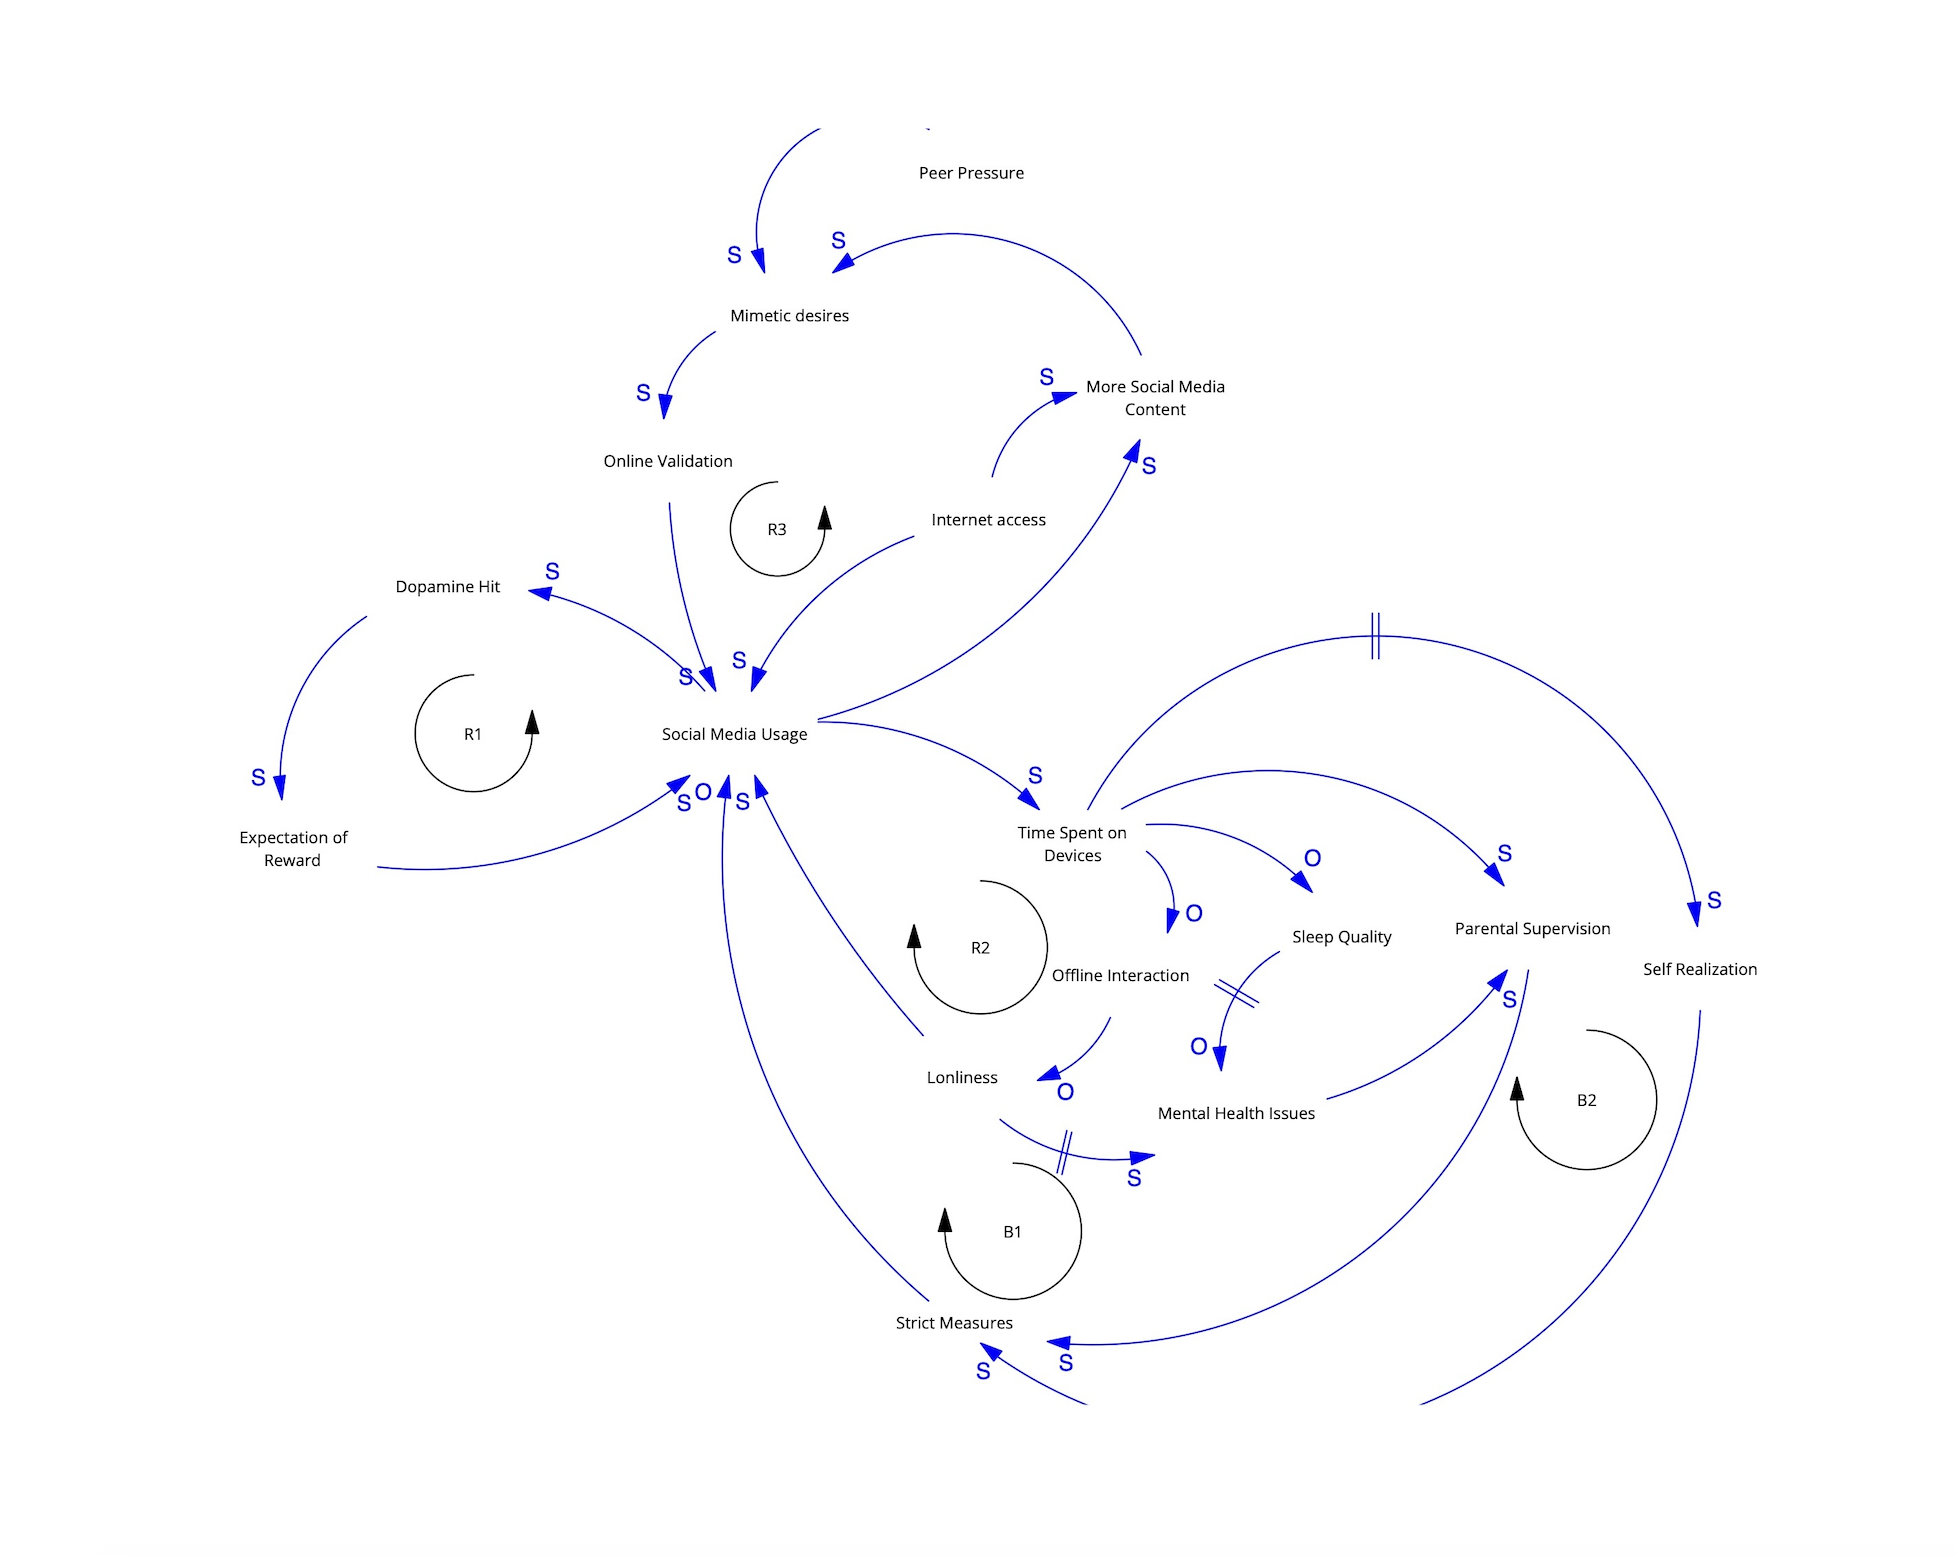 Peer Pressure
S
S
Mimetic desires
S
More Social Media
Content
S
S
Online Validation
Internet access
R3
S
Dopamine Hit
S
S
R1
Social Media Usage
S
S
O
S
S
Expectation of
Reward
S
Time Spent on
Devices
O
S
S
O
Parental Supervision
Sleep Quality
R2
Offline Interaction
Self Realization
S
O
Lonliness
O
Mental Health Issues
B2
S
B1
Strict Measures
S
S